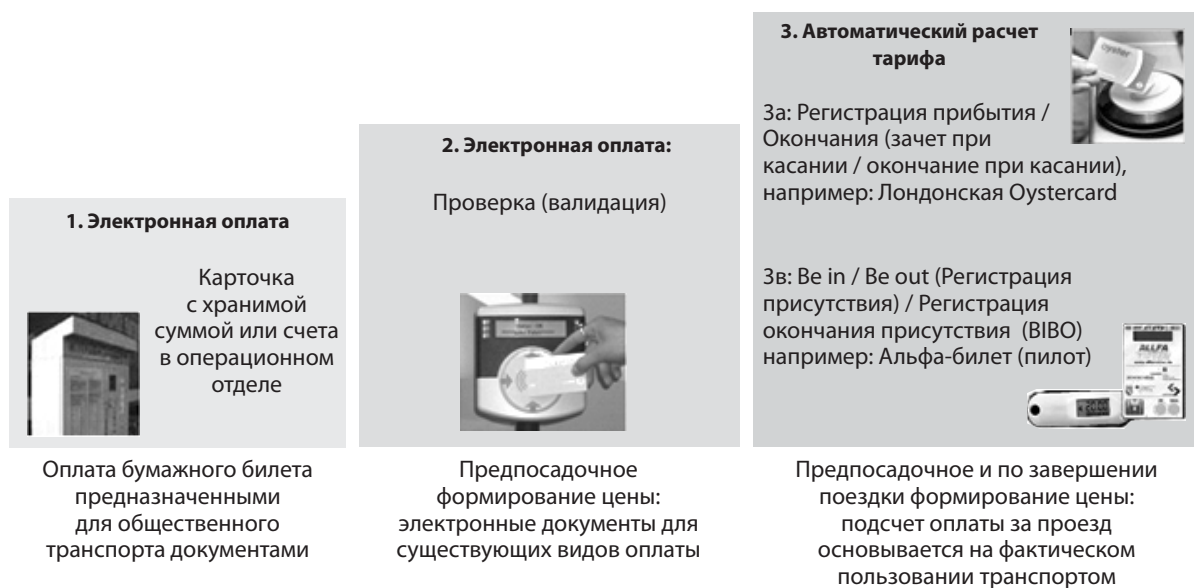 1. Электронная оплата
Карточка
с хранимой
суммой или счета
в операционном
отделе
Оплата бумажного билета
предназначенными
для общественного
транспорта документами
2. Электронная оплата:
Проверка (валидация)
Предпосадочное
формирование цены:
электронные документы для
существующих видов оплаты
3. Автоматический расчет
тарифа
oyster
3а: Регистрация прибытия /
Окончания (зачет при
касании / окончание при касании),
например: Лондонская Oystercard
3в: Be in / Be out (Регистрация
присутствия) / Регистрация
окончания присутствия (BIBO)
например: Альфа-билет (пилот)
ALLFA
Предпосадочное и по завершении
поездки формирование цены:
подсчет оплаты за проезд
основывается на фактическом
пользовании транспортом